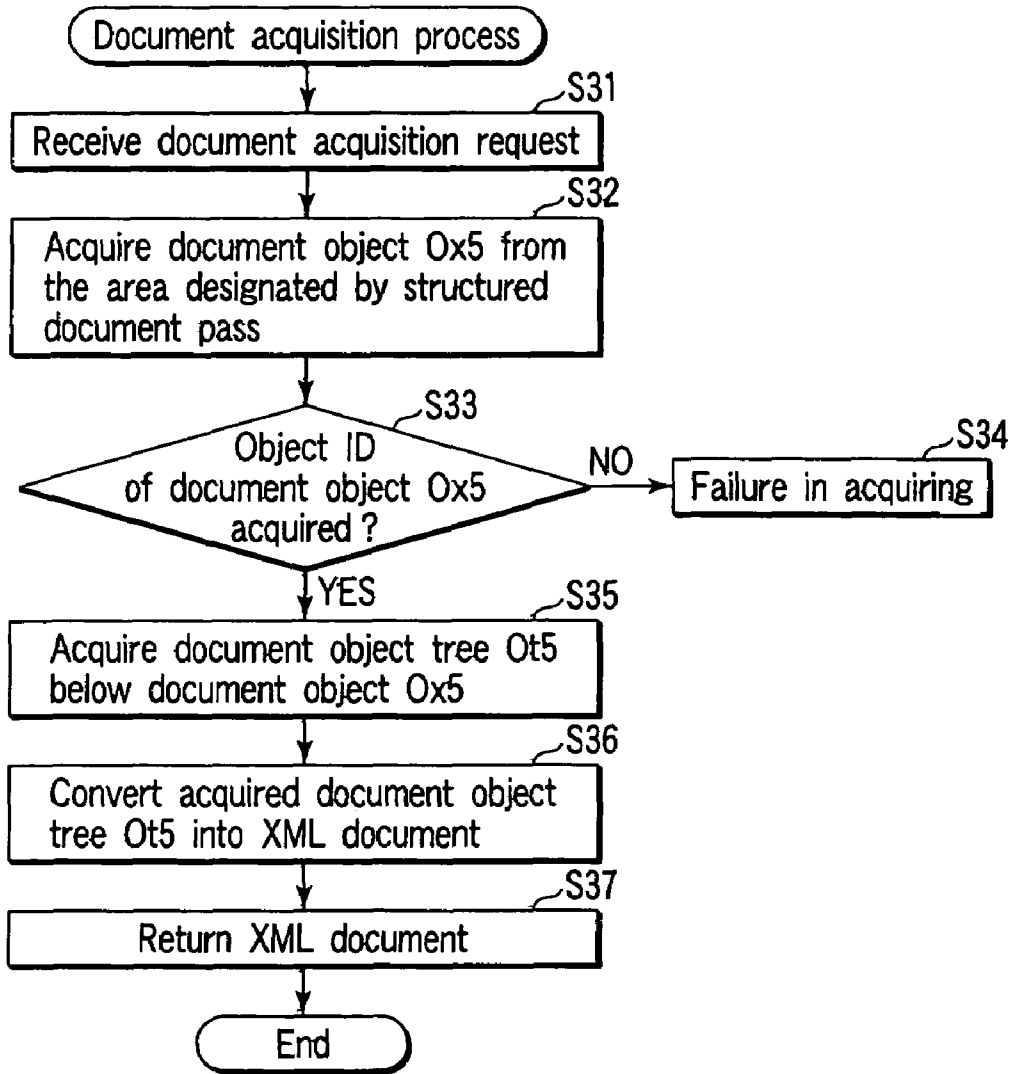 Document acquisition process
S31
Receive document acquisition request
S32
Acquire document object Ox5 from
the area designated by structured
document pass
S33
Object ID
of document object Ox5
acquired ?
NO
S34
Failure in acquiring
YES
S35
Acquire document object tree Ot5
below document object Ox5
S36
Convert acquired document object
tree Ot5 into XML document
S37
Return XML document
End